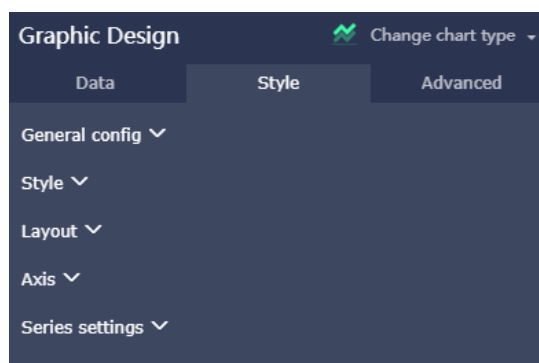 Graphic Design Change chart type
Data Style Advanced
General config
Style
Layout
Axis
Series settings